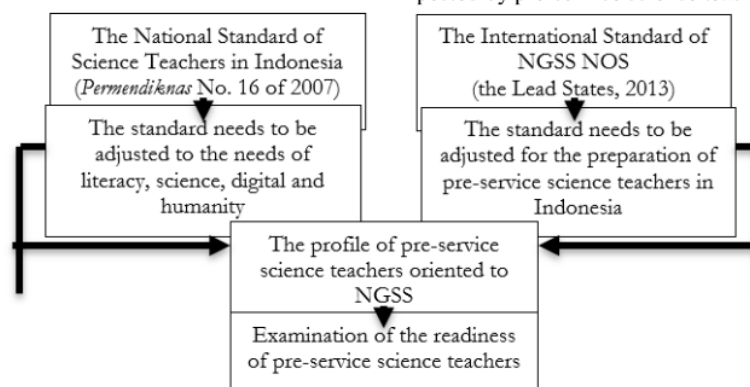 The National Standard of
Science Teachers in Indonesia
(Permendiknas No. 16 of 2007)
The standard needs to be
adjusted to the needs of
literacy, science, digital and
humanity
The International Standard of
NGSS NOS
(the Lead States, 2013)
The standard needs to be
adjusted for the preparation of
pre-service science teachers in
Indonesia
The profile of pre-service
science teachers oriented to
NGSS
Examination of the readiness
of pre-service science teachers